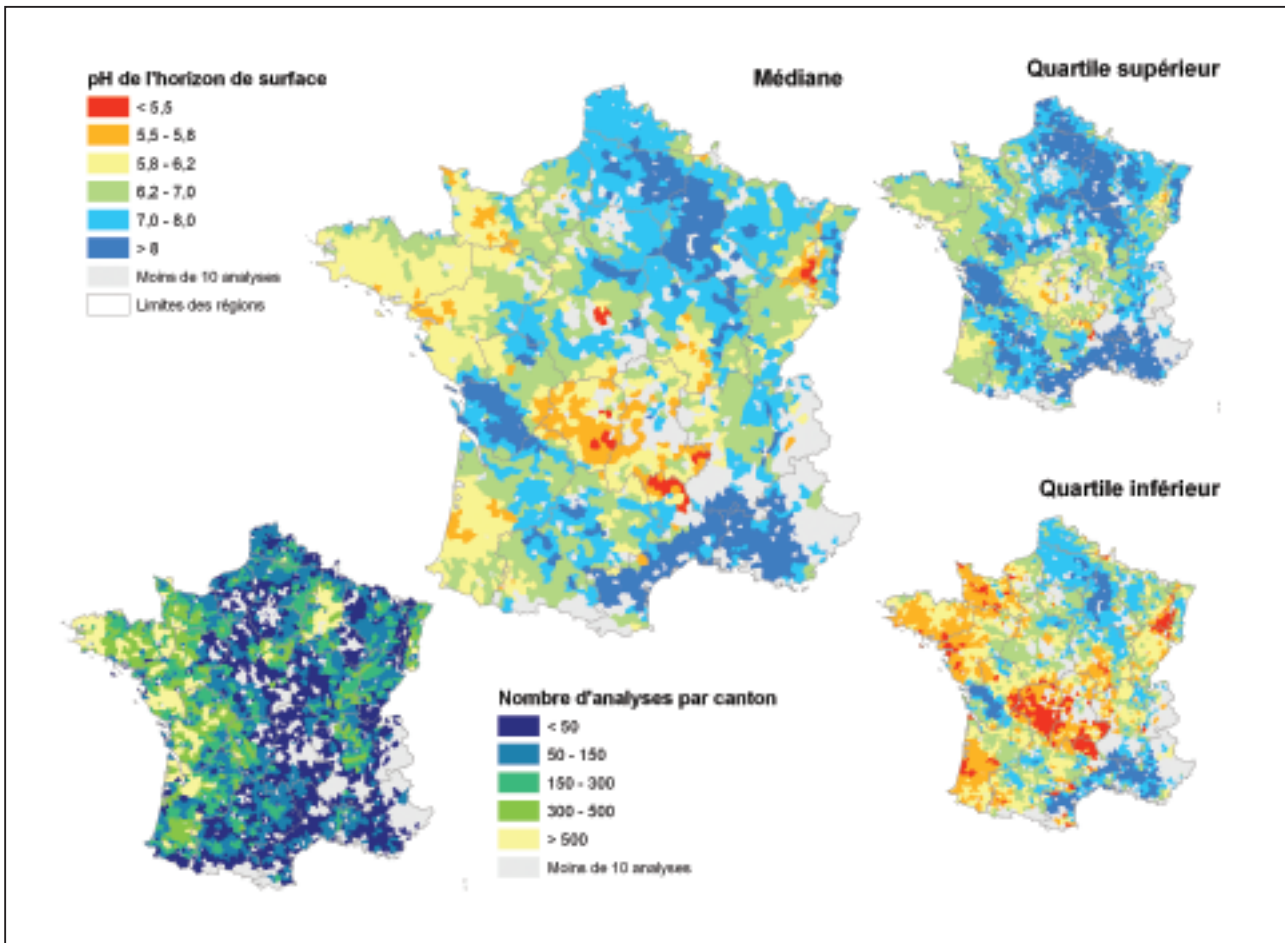 pH de l'horizon de surface
< 5,5
5,5 - 5,8
5,8 - 6,2
6,2 - 7,0
7,0 - 8,0
> 8
Moins de 10 analyses
Limites des régions
Médiane
Quartile supérieur
Quartile inférieur
Nombre d'analyses par canton
< 50
50 - 150
150 - 300
300 - 500
> 500
Moins de 10 analyses